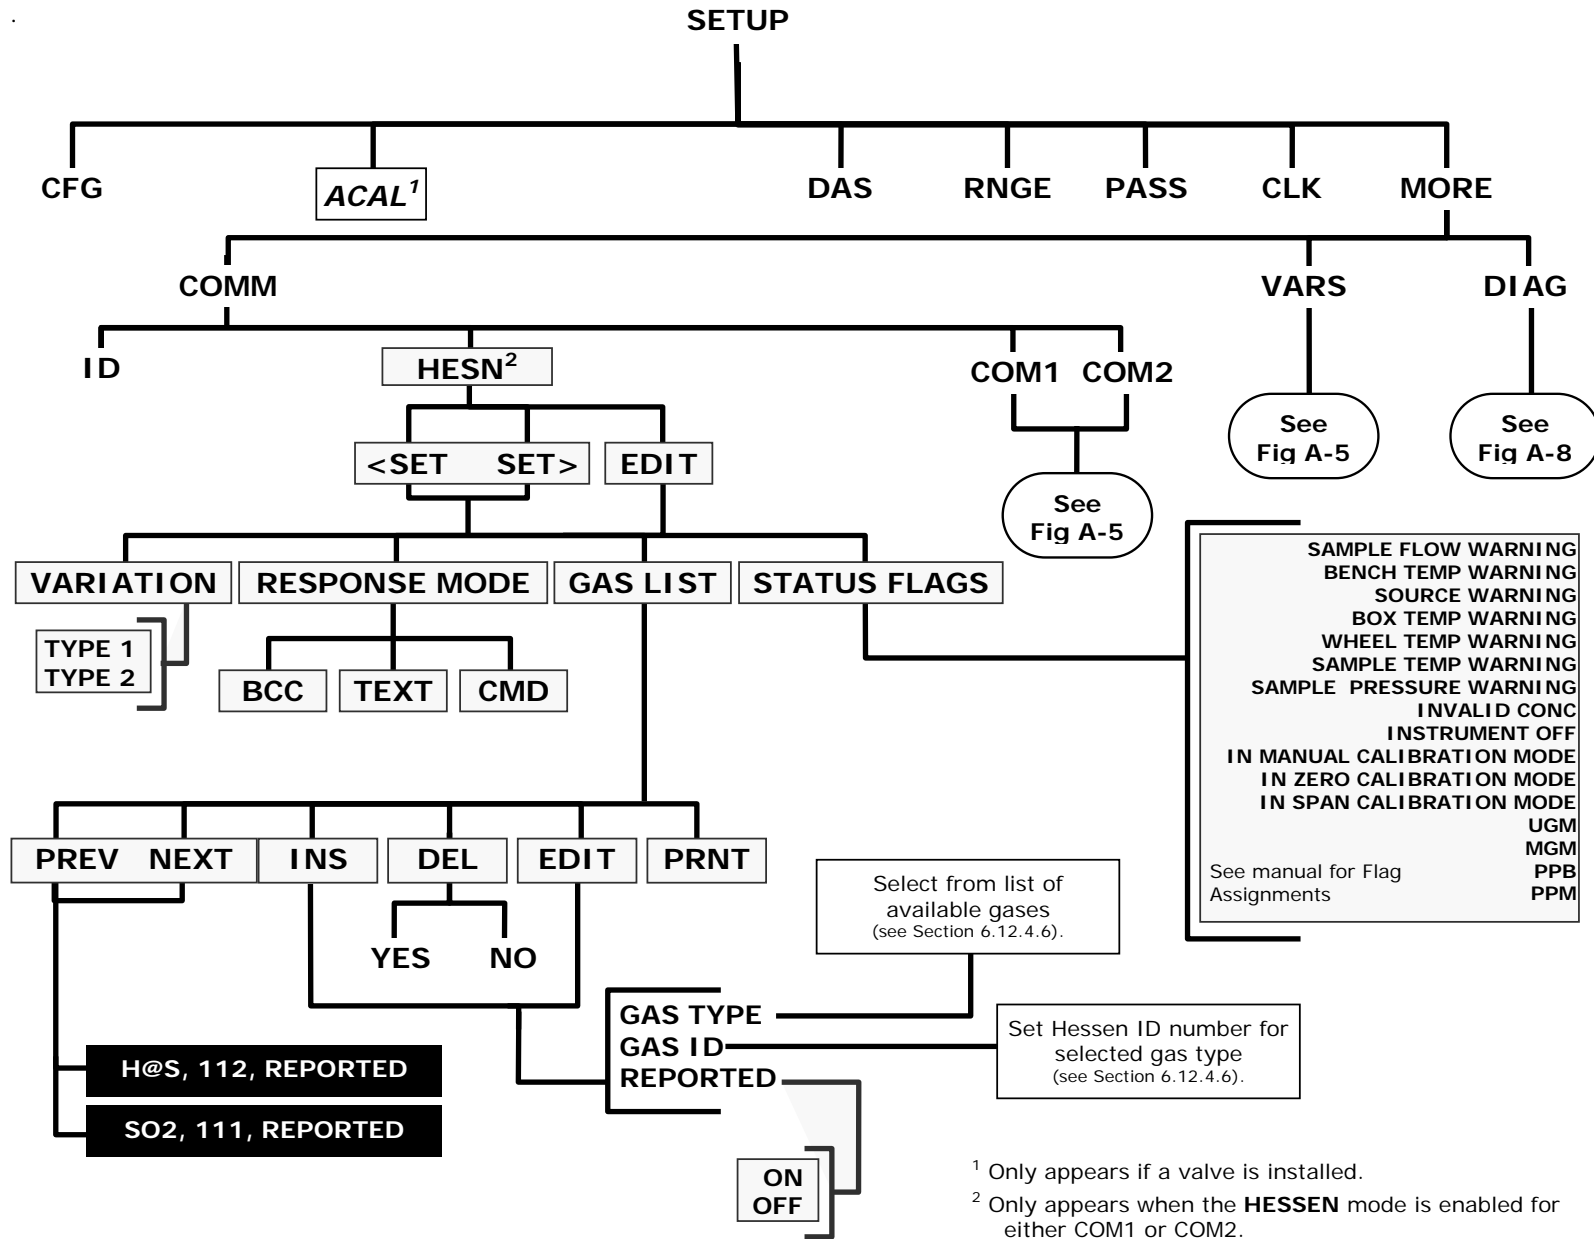 .
SETUP
CFG
ACAL1
DAS
RNGE
PASS
CLK
MORE
COMM
VARS
DIAG
ID
HESN2
COM1
COM2
See
Fig A-5
See
Fig A-8
<SET SET>
EDIT
See
Fig A-5
VARIATION
RESPONSE MODE
GAS LIST
STATUS FLAGS
TYPE 1
TYPE 2
BCC
TEXT
CMD
SAMPLE FLOW WARNING
BENCH TEMP WARNING
SOURCE WARNING
BOX TEMP WARNING
WHEEL TEMP WARNING
SAMPLE TEMP WARNING
SAMPLE PRESSURE WARNING
INVALID CONC
INSTRUMENT OFF
IN MANUAL CALIBRATION MODE
IN ZERO CALIBRATION MODE
IN SPAN CALIBRATION MODE
UGM
MGM
See manual for Flag PPB
Assignments PPM
PREV NEXT
INS
DEL
EDIT
PRNT
YES
NO
Select from list of
available gases
(see Section 6.12.4.6).
GAS TYPE
GAS ID
REPORTED
Set Hessen ID number for
selected gas type
(see Section 6.12.4.6).
H@S, 112, REPORTED
SO2, 111, REPORTED
ON
OFF
1 Only appears if a valve is installed.
2 Only appears when the HESSEN mode is enabled for
either COM1 or COM2.